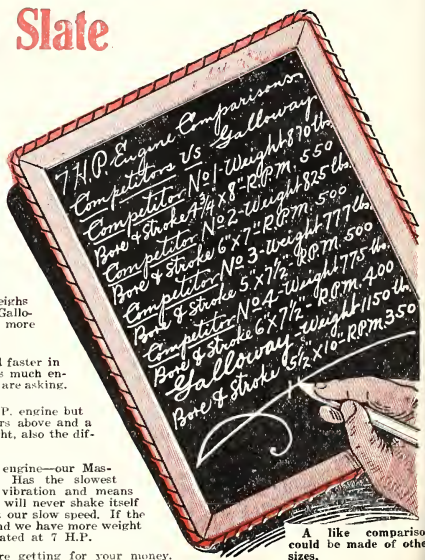 Slate
7 H.P. Engine Comparisons
Competitors Vs Galloway
Competitor No 1-Weight 870 lbs.
Bore & Stroke 4¾ x 8" R.P.M. 550
Competitor No 2-Weight 825 lbs.
Bore & Stroke 6"x7" R.P.M. 500
Competitor No 3-Weight 777 lbs.
Bore & Stroke 5"x7½" R.P.M. 500
Competitor No 4-Weight 775 lbs.
Bore & Stroke 6"x7½" R.P.M. 400
Galloway-Weight 1150 lbs.
Bore & Stroke 5½"x10" R.P.M. 350
eighs
Gallo-
more
l faster in
s much en-
are asking.
P. engine but
rs above and a
ht, also the dif-
engine—our Mas-
Has the slowest
vibration and means
will never shake itself
our slow speed. If the
nd we have more weight
ated at 7 H.P.
re getting for your money.
A like compariso
could be made of othe
sizes.